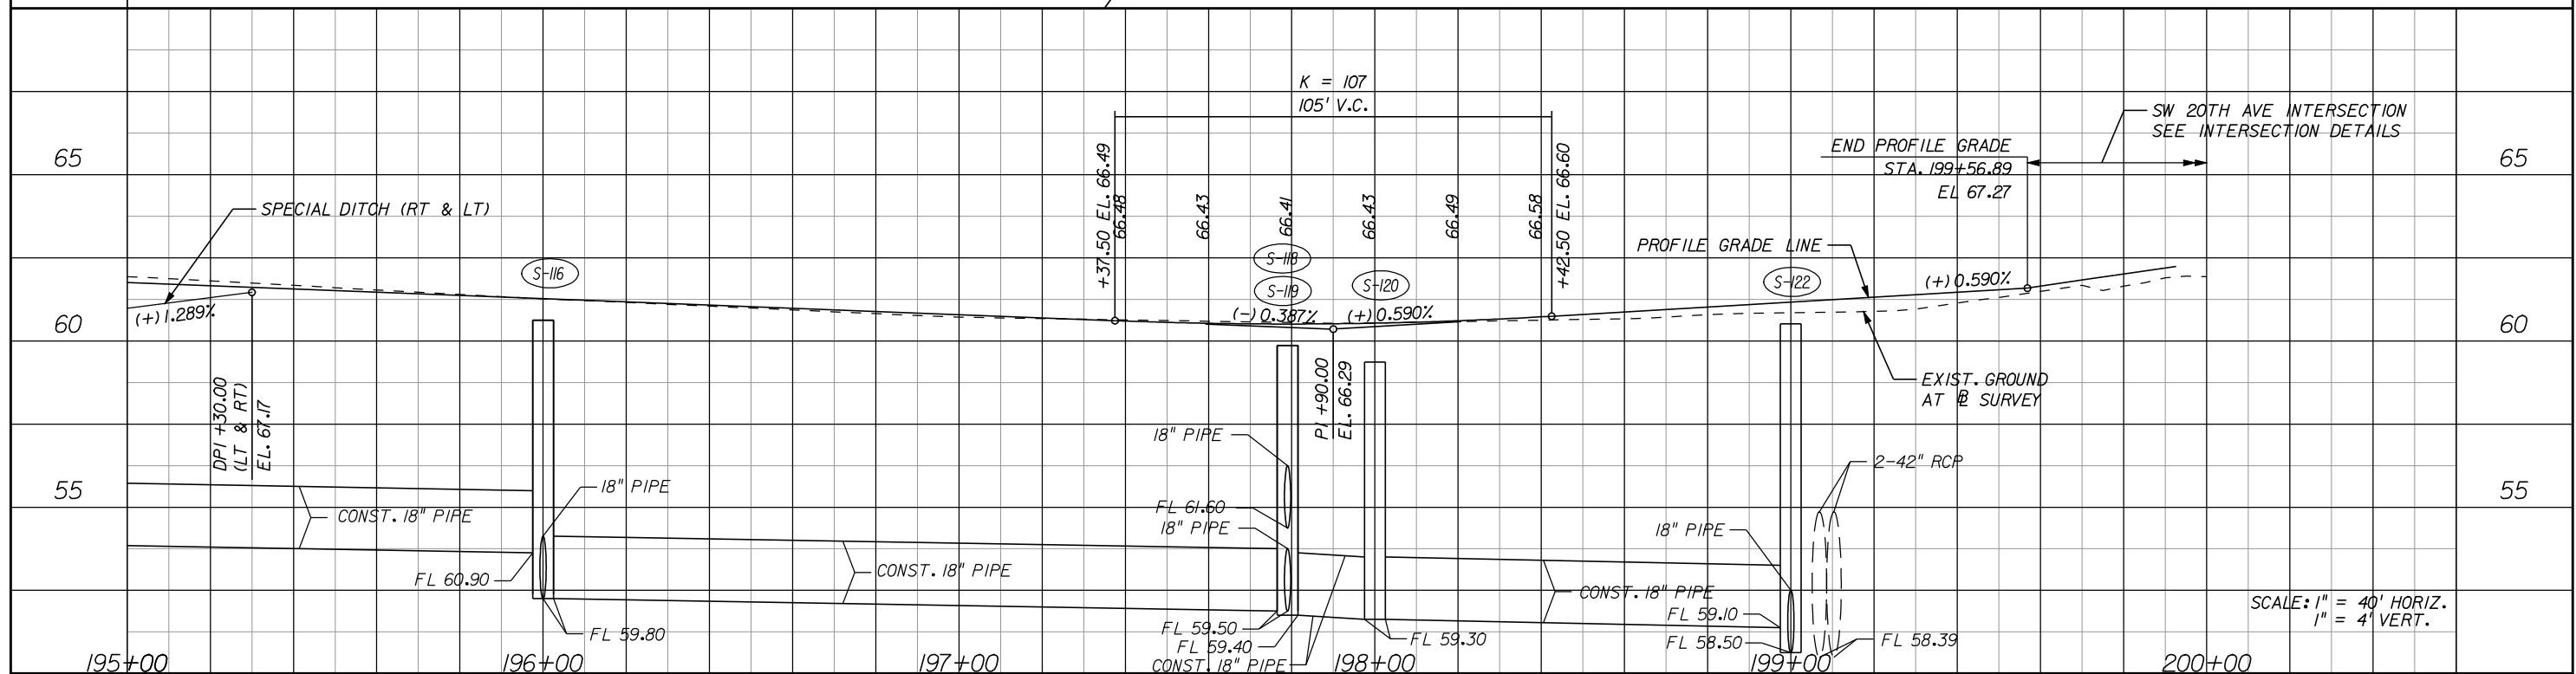 K = 107
105' V.C.
SW 20TH AVE INTERSECTION
SEE INTERSECTION DETAILS
END PROFILE GRADE
STA. 199+56.89
EL 67.27
65
65
+37.50 EL. 66.49
66.48
66.43
66.41
66.43
66.49
66.58
+42.50 EL. 66.60
SPECIAL DITCH (RT & LT)
PROFILE GRADE LINE
S-116
S-118
S-119
S-120
S-122
(+) 0.590%
(+) 1.289%
(-) 0.387%
(+) 0.590%
60
60
DPI +30.00
(LT & RT)
EL. 67.17
PI +90.00
EL. 66.29
EXIST. GROUND
AT BL SURVEY
18" PIPE
2-42" RCP
55
55
18" PIPE
CONST. 18" PIPE
FL 61.60
18" PIPE
18" PIPE
FL 60.90
CONST. 18" PIPE
CONST. 18" PIPE
FL 59.80
FL 59.50
FL 59.40
CONST. 18" PIPE
FL 59.30
FL 59.10
FL 58.50
FL 58.39
SCALE: 1" = 40' HORIZ.
1" = 4' VERT.
195+00
196+00
197+00
198+00
199+00
200+00